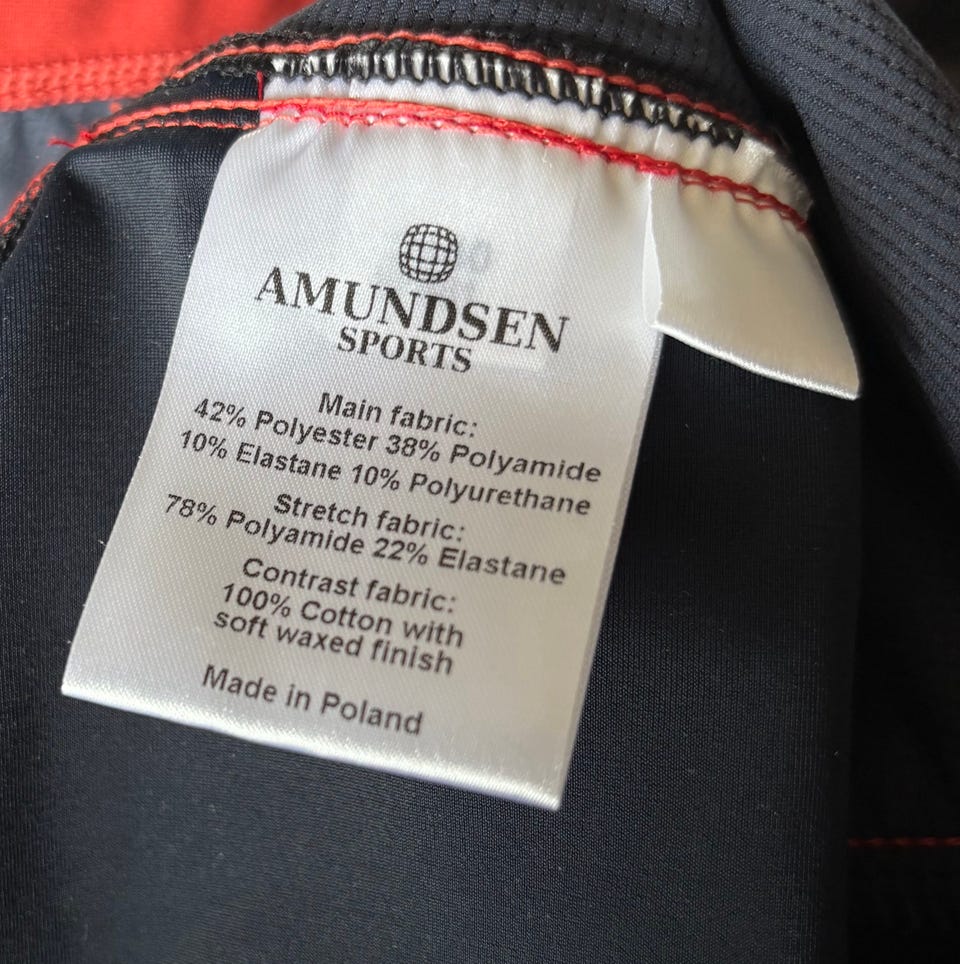 AMUNDSEN
SPORTS
Main fabric:
42% Polyester 38% Polyamide
10% Elastane 10% Polyurethane
Stretch fabric:
78% Polyamide 22% Elastane
Contrast fabric:
100% Cotton with
soft waxed finish
Made in Poland